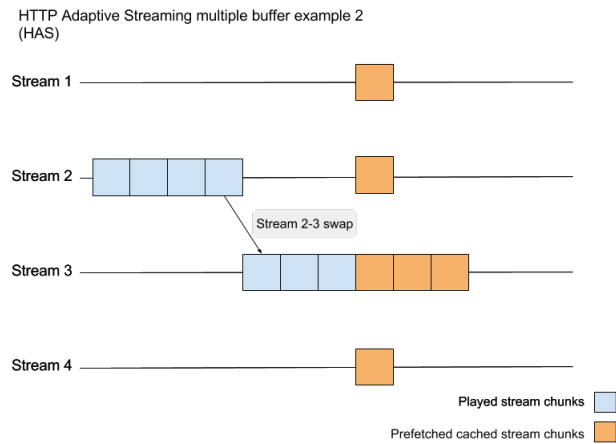 HTTP Adaptive Streaming multiple buffer example 2
(HAS)
Stream 1
Stream 2
Stream 2-3 swap
Stream 3
Stream 4
Played stream chunks
Prefetched cached stream chunks